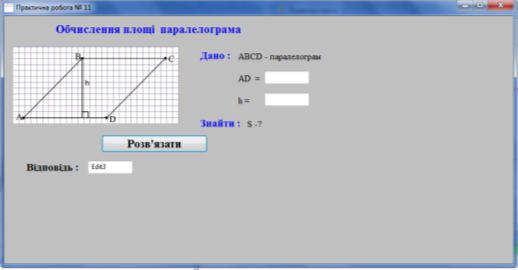 Практична робота № 11
Обчислення площі паралелограма
Дано : ABCD - паралелограм
AD =
h =
Знайти : S -?
B
C
h
A
D
Розв'язати
Відповідь : Edit3